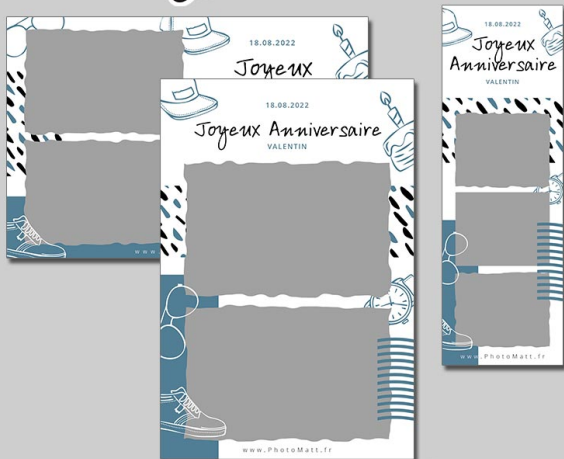 18.08.2022
Joyeux
18.08.2022
Joyeux Anniversaire
VALENTIN
www.PhotoMatt.fr
18.08.2022
Joyeux
Anniversaire
VALENTIN
www.PhotoMatt.fr